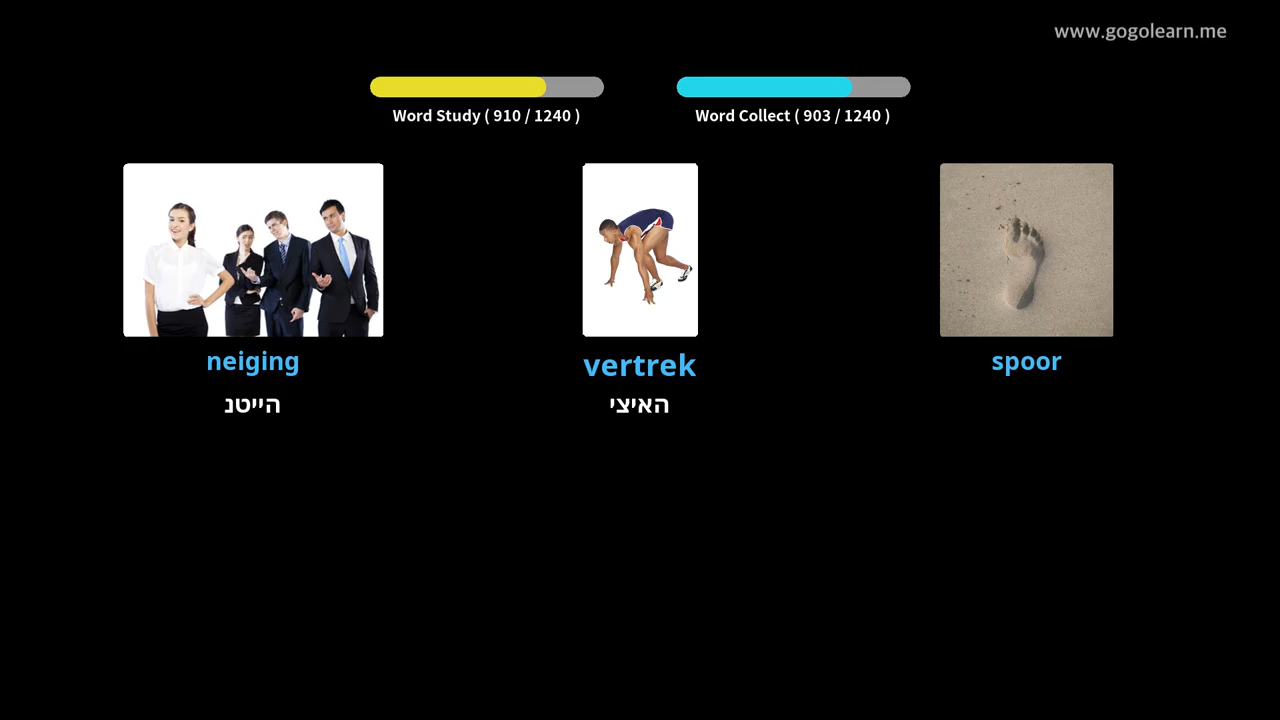 www.gogolearn.me
Word Study ( 910 / 1240 )
Word Collect ( 903 / 1240 )
neiging
vertrek
spoor
הייטנ
האיצי